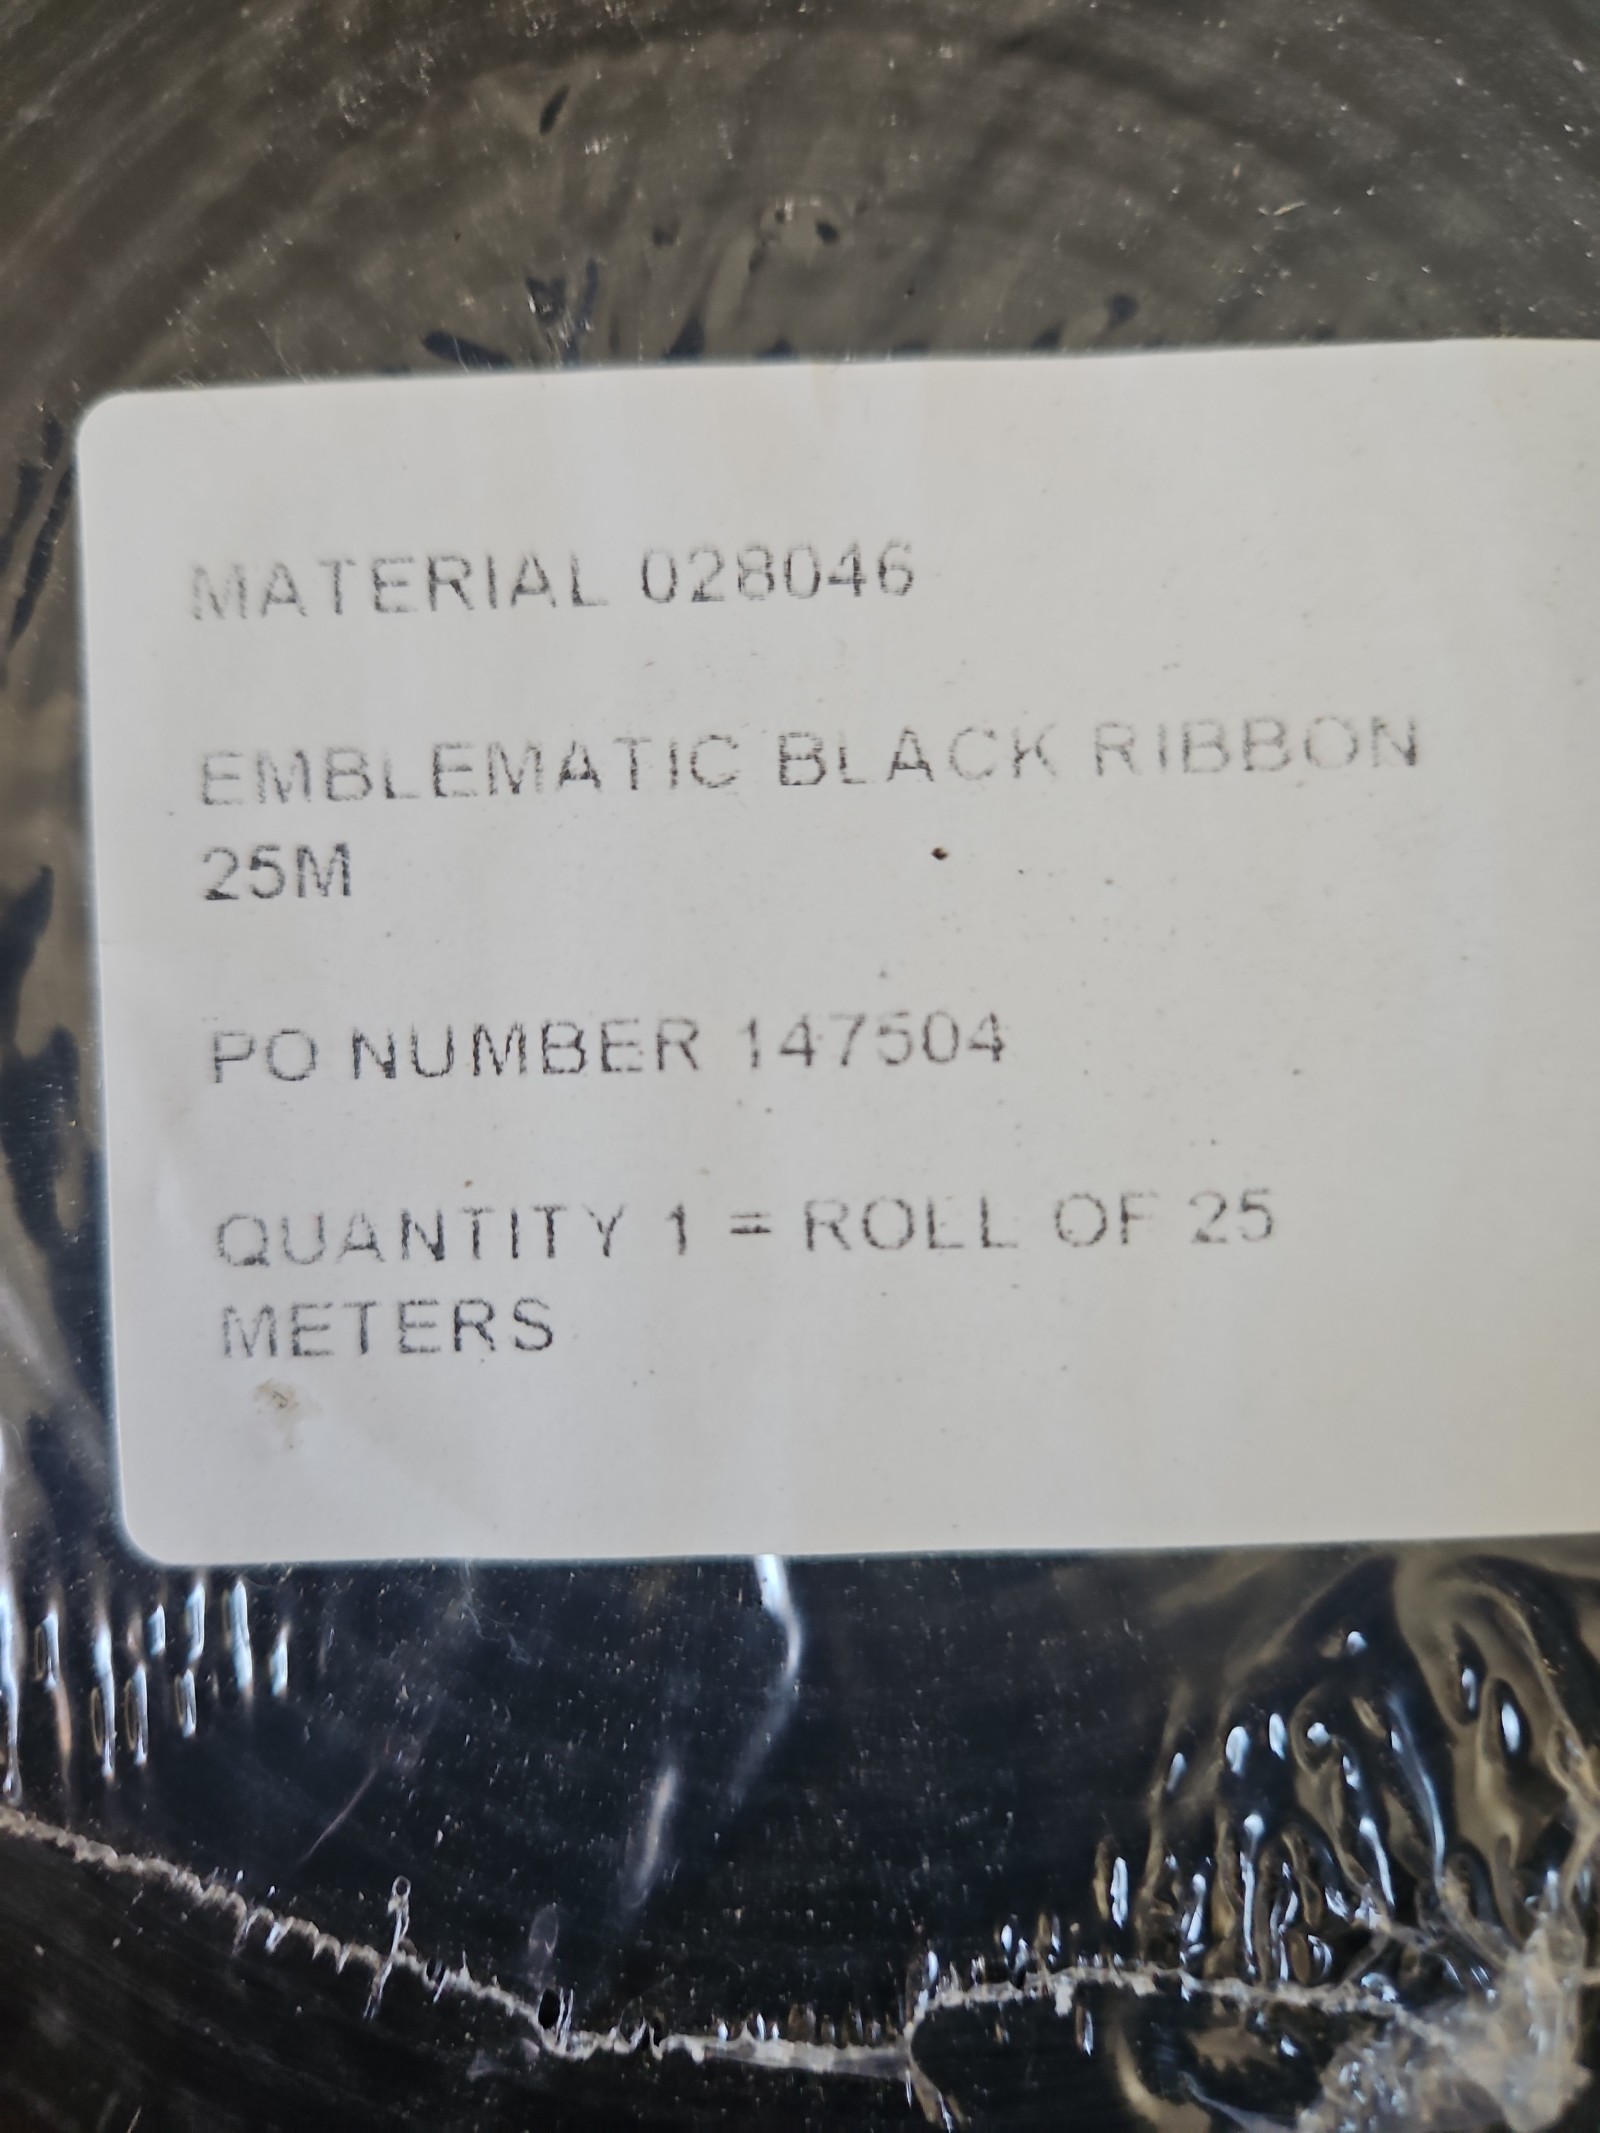 MATERIAL 028046
EMBLEMATIC BLACK RIBBON
25M
PO NUMBER 147504
QUANTITY 1 = ROLL OF 25
METERS